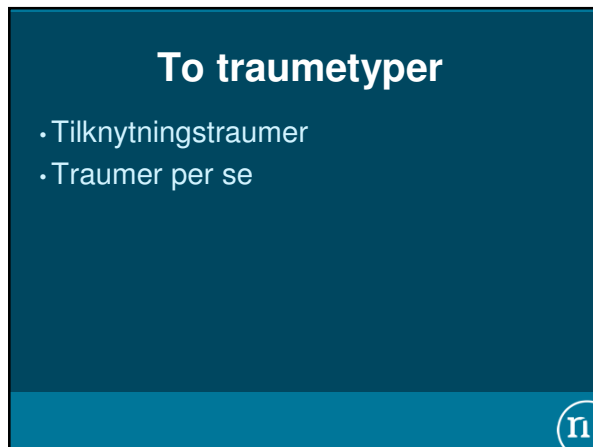 To traumetyper
• Tilknytningstraumer
• Traumer per se
n